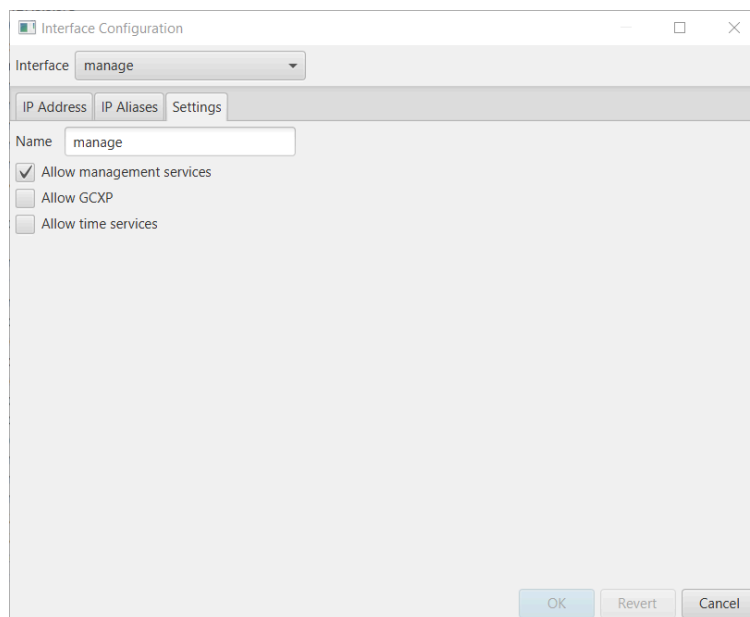 Interface Configuration
Interface manage
IP Address IP Aliases Settings
Name manage
Allow management services
Allow GCXP
Allow time services
OK Revert Cancel